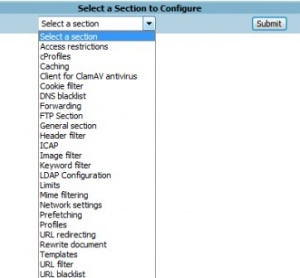 Select a Section to Configure
Select a section
Submit
Select a section
Access restrictions
cProfiles
Caching
Client for ClamAV antivirus
Cookie filter
DNS blacklist
Forwarding
FTP Section
General section
Header filter
ICAP
Image filter
Keyword filter
LDAP Configuration
Limits
Mime filtering
Network settings
Prefetching
Profiles
URL redirecting
Rewrite document
Templates
URL filter
URL blacklist